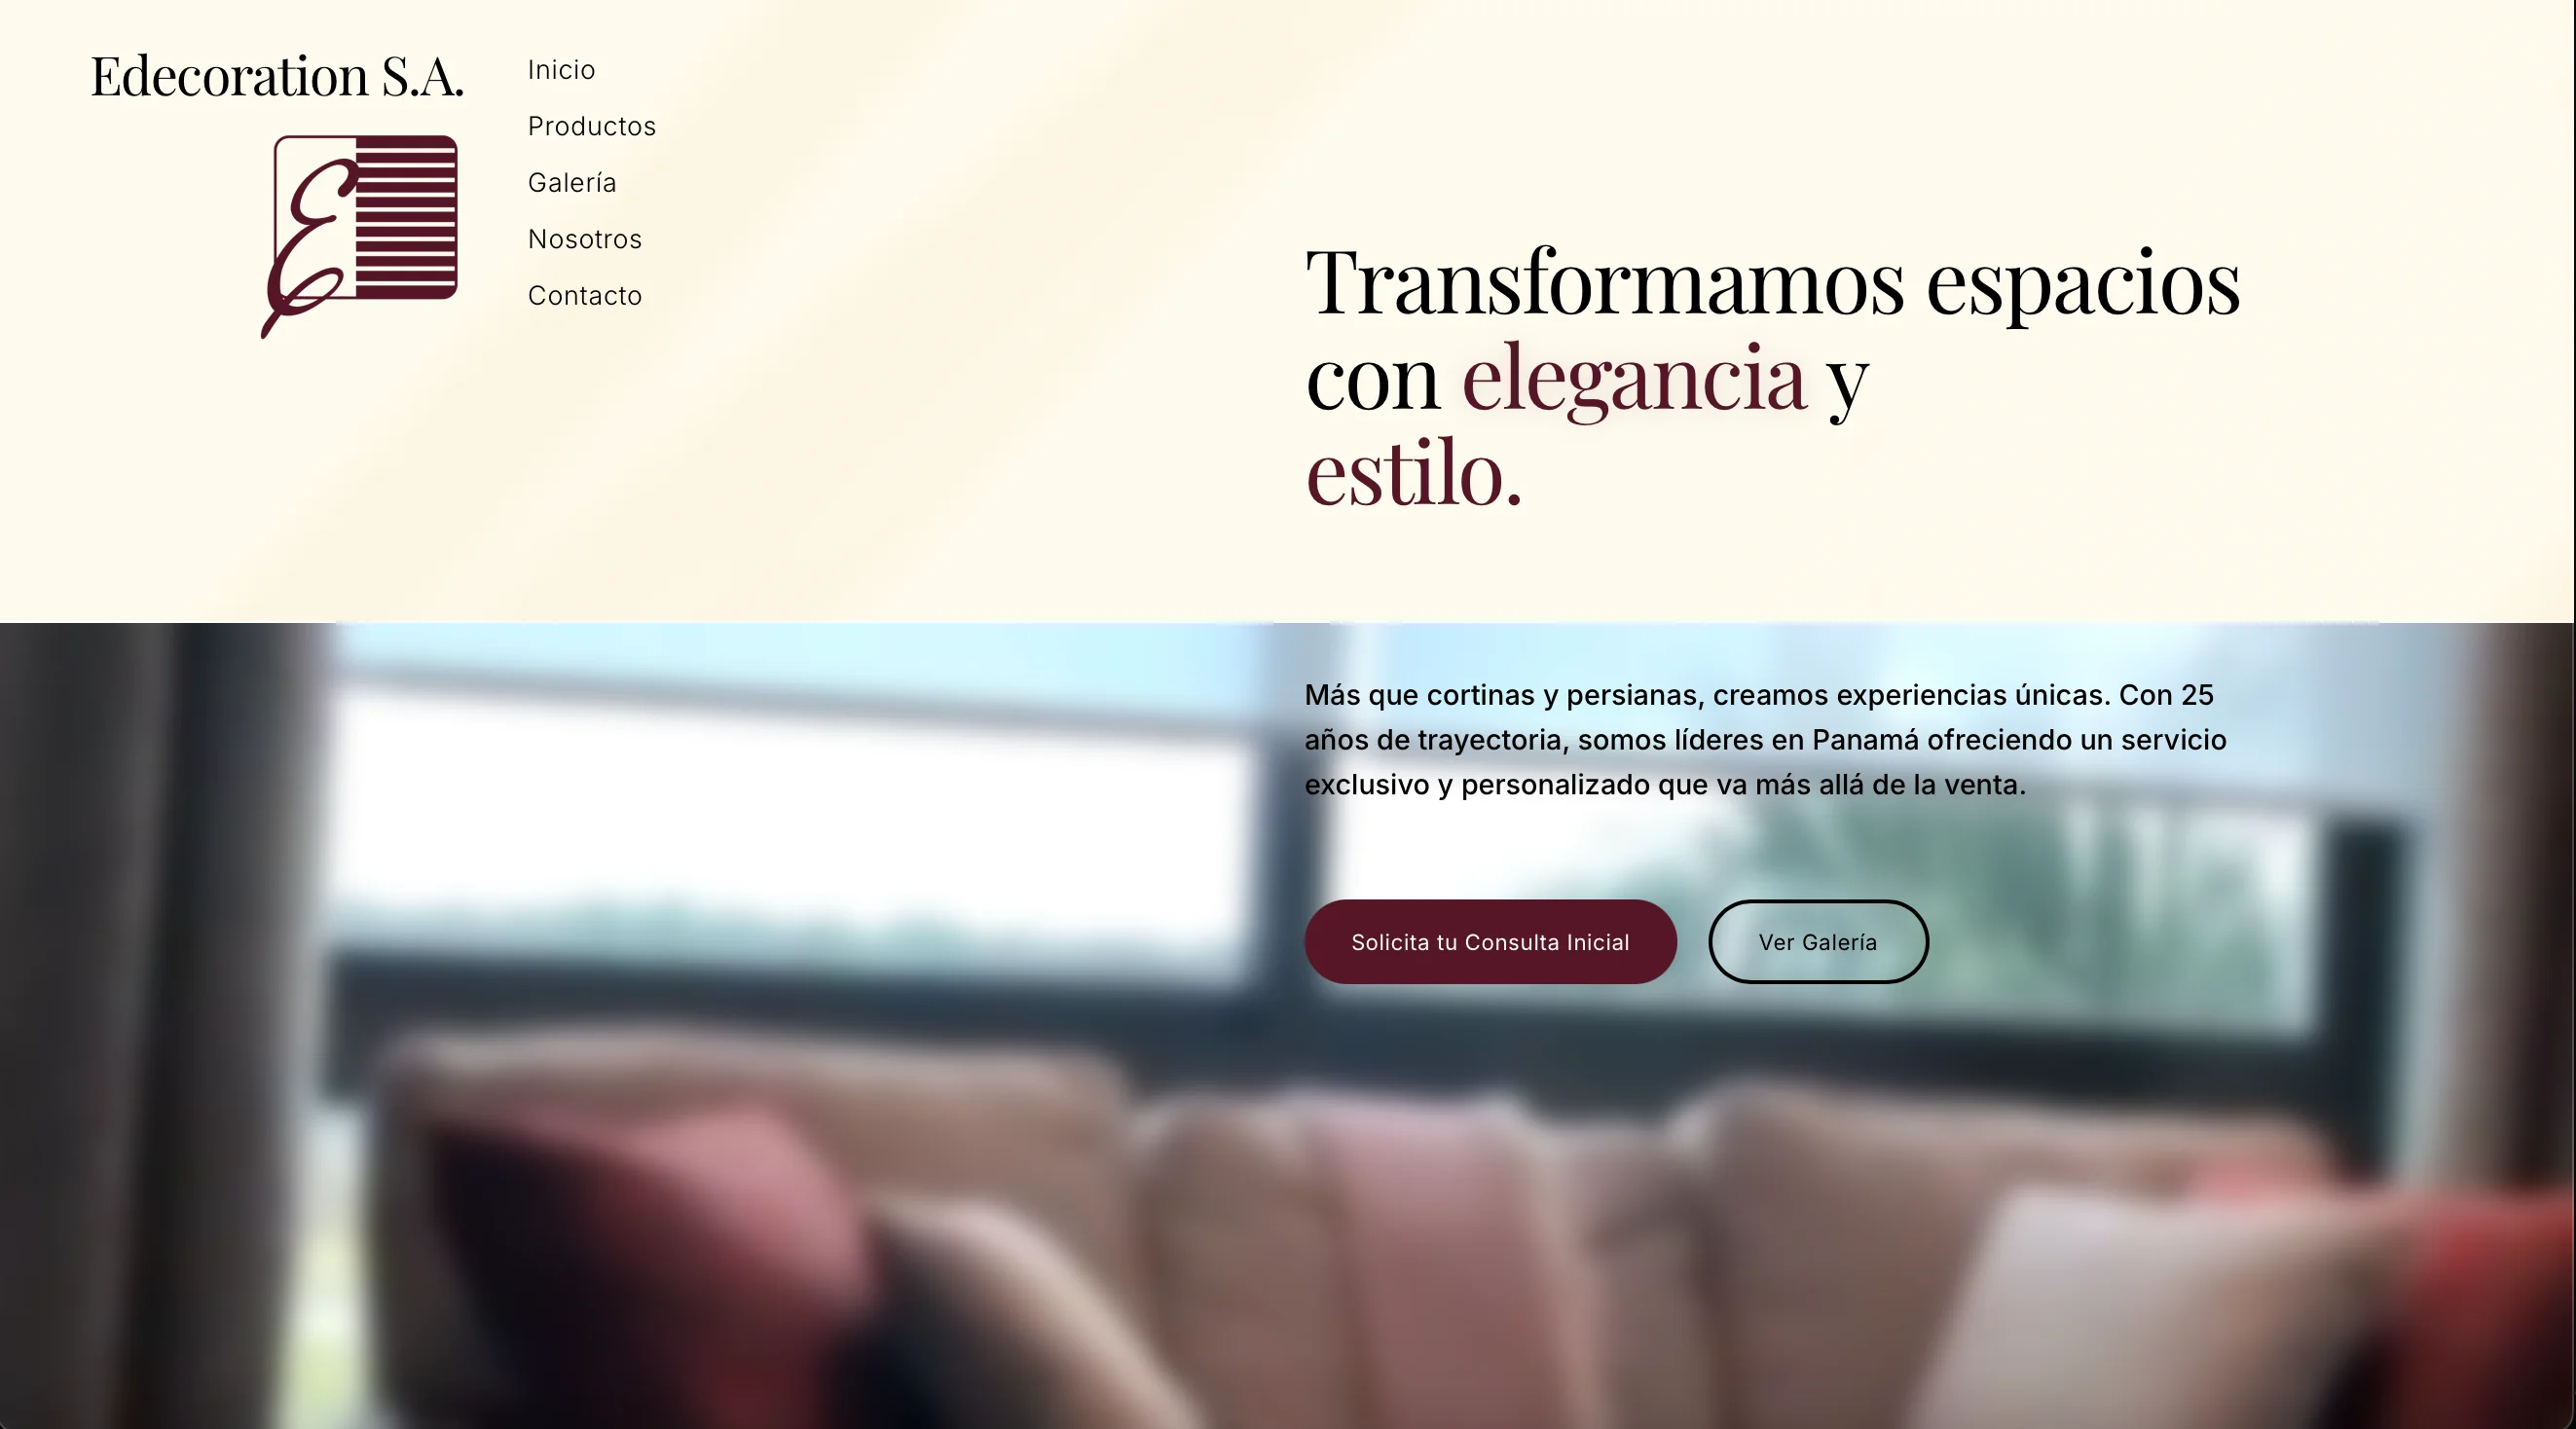 Edecoration S.A.
E
Inicio
Productos
Galería
Nosotros
Contacto
Transformamos espacios
con elegancia y
estilo.
Más que cortinas y persianas, creamos experiencias únicas. Con 25
años de trayectoria, somos líderes en Panamá ofreciendo un servicio
exclusivo y personalizado que va más allá de la venta.
Solicita tu Consulta Inicial
Ver Galería